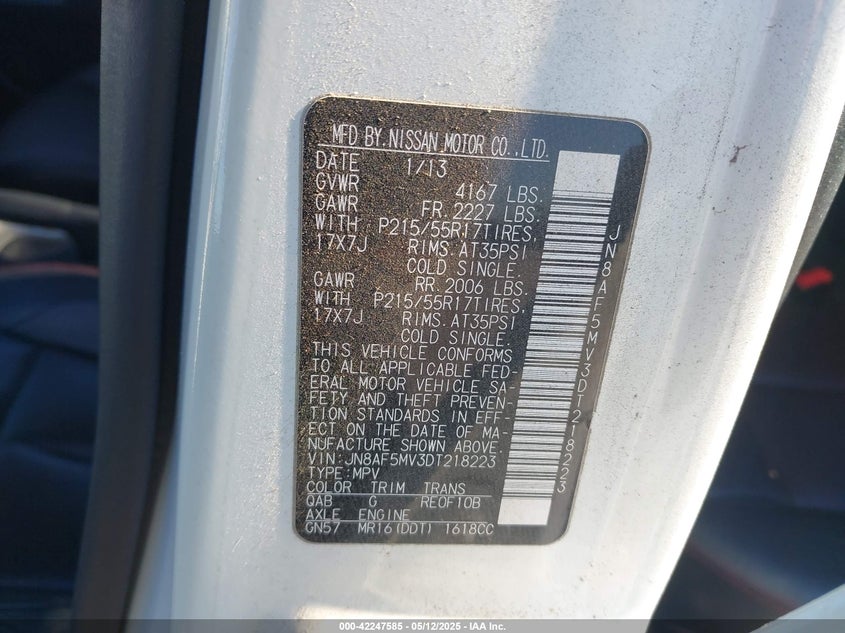 MFD BY NISSAN MOTOR CO.,LTD.
DATE 1/13
GVWR 4167 LBS.
GAWR FR. 2227 LBS.
WITH P215/55R17TIRES,
17X7J RIMS. AT35PSI
COLD SINGLE.
GAWR RR. 2006 LBS.
WITH P215/55R17TIRES,
17X7J RIMS. AT35PSI
COLD SINGLE.
THIS VEHICLE CONFORMS
TO ALL APPLICABLE FED-
ERAL MOTOR VEHICLE SA-
FETY AND THEFT PREVEN-
TION STANDARDS IN EFF-
ECT ON THE DATE OF MA-
NUFACTURE SHOWN ABOVE.
VIN: JN8AF5MV3DT218223
TYPE: MPV
COLOR TRIM TRANS
QAB G RE0F10B
AXLE ENGINE
GN57 MR16(DDT) 1618CC
JN8AF5MV3DT218223
000-42247585 - 05/12/2025 - IAA Inc.